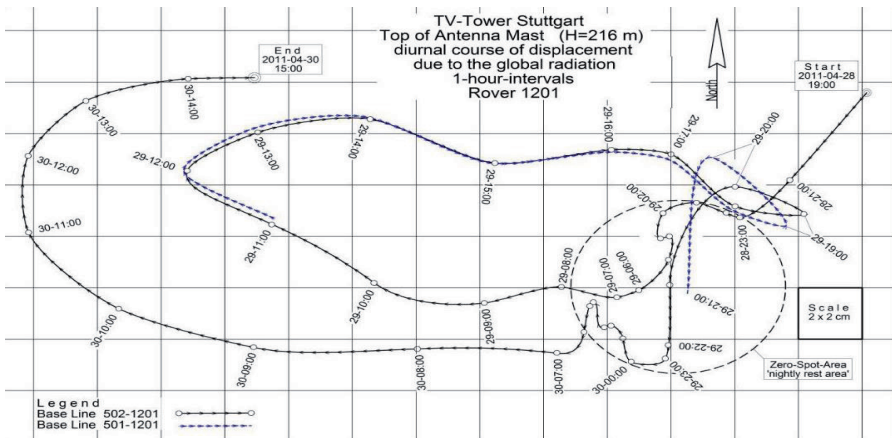 TV-Tower Stuttgart
Top of Antenna Mast (H=216 m)
diurnal course of displacement
due to the global radiation
1-hour-intervals
Rover 1201
End
2011-04-30
15:00
North
Start
2011-04-28
19:00
30-14:00
30-13:00
30-12:00
30-11:00
30-10:00
30-09:00
30-08:00
30-07:00
30-00:00
29-12:00
29-13:00
29-14:00
29-15:00
29-16:00
29-17:00
29-20:00
28-21:00
29-19:00
28-23:00
29-02:00
29-11:00
29-10:00
29-09:00
29-08:00
29-07:00
29-06:00
29-21:00
29-22:00
29-23:00
Scale
2 x 2 cm
Zero-Spot-Area
'nightly rest area'
Legend
Base Line 502-1201
Base Line 501-1201